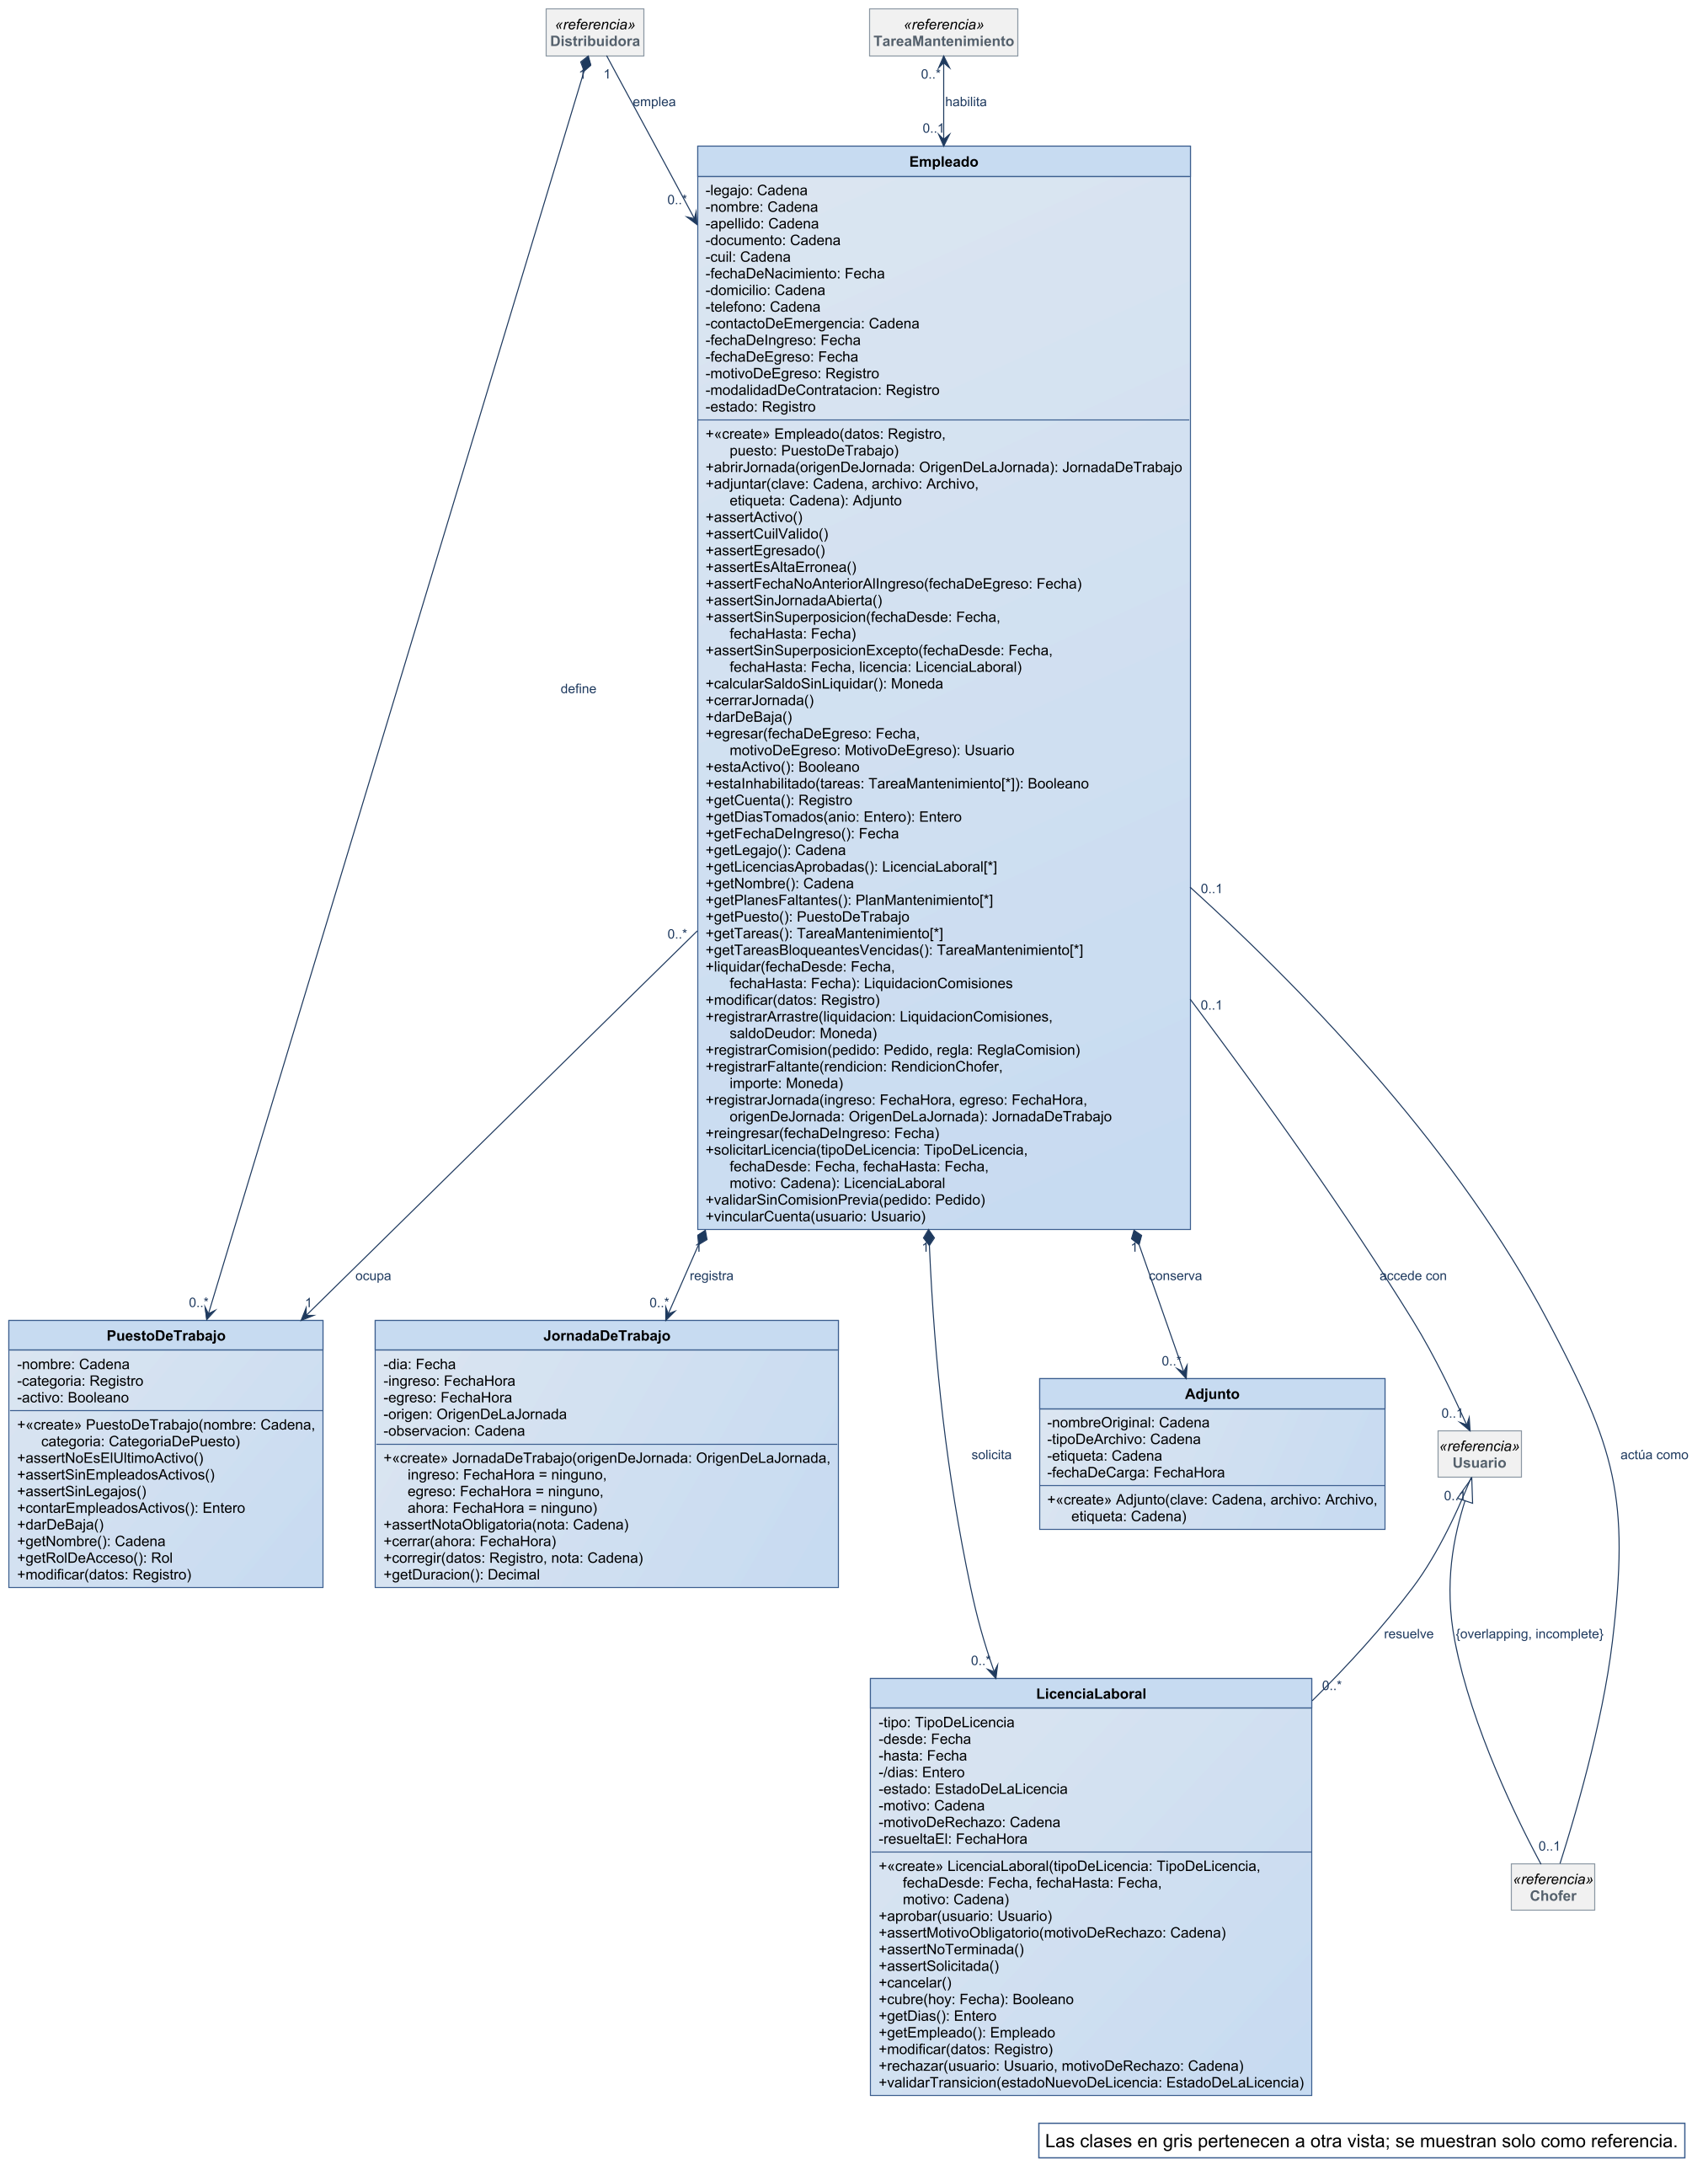 «referencia»
Distribuidora
«referencia»
TareaMantenimiento
1
1
emplea
0..*
0..*
habilita
0..1
Empleado
-legajo: Cadena
-nombre: Cadena
-apellido: Cadena
-documento: Cadena
-cuil: Cadena
-fechaDeNacimiento: Fecha
-domicilio: Cadena
-telefono: Cadena
-contactoDeEmergencia: Cadena
-fechaDeIngreso: Fecha
-fechaDeEgreso: Fecha
-motivoDeEgreso: Registro
-modalidadDeContratacion: Registro
-estado: Registro
+«create» Empleado(datos: Registro,
puesto: PuestoDeTrabajo)
+abrirJornada(origenDeJornada: OrigenDeLaJornada): JornadaDeTrabajo
+adjuntar(clave: Cadena, archivo: Archivo,
etiqueta: Cadena): Adjunto
+assertActivo()
+assertCuilValido()
+assertEgresado()
+assertEsAltaErronea()
+assertFechaNoAnteriorAlIngreso(fechaDeEgreso: Fecha)
+assertSinJornadaAbierta()
+assertSinSuperposicion(fechaDesde: Fecha,
fechaHasta: Fecha)
+assertSinSuperposicionExcepto(fechaDesde: Fecha,
fechaHasta: Fecha, licencia: LicenciaLaboral)
+calcularSaldoSinLiquidar(): Moneda
+cerrarJornada()
+darDeBaja()
+egresar(fechaDeEgreso: Fecha,
motivoDeEgreso: MotivoDeEgreso): Usuario
+estaActivo(): Booleano
+estaInhabilitado(tareas: TareaMantenimiento[*]): Booleano
+getCuenta(): Registro
+getDiasTomados(anio: Entero): Entero
+getFechaDeIngreso(): Fecha
+getLegajo(): Cadena
+getLicenciasAprobadas(): LicenciaLaboral[*]
+getNombre(): Cadena
+getPlanesFaltantes(): PlanMantenimiento[*]
+getPuesto(): PuestoDeTrabajo
+getTareas(): TareaMantenimiento[*]
+getTareasBloqueantesVencidas(): TareaMantenimiento[*]
+liquidar(fechaDesde: Fecha,
fechaHasta: Fecha): LiquidacionComisiones
+modificar(datos: Registro)
+registrarArrastre(liquidacion: LiquidacionComisiones,
saldoDeudor: Moneda)
+registrarComision(pedido: Pedido, regla: ReglaComision)
+registrarFaltante(rendicion: RendicionChofer,
importe: Moneda)
+registrarJornada(ingreso: FechaHora, egreso: FechaHora,
origenDeJornada: OrigenDeLaJornada): JornadaDeTrabajo
+reingresar(fechaDeIngreso: Fecha)
+solicitarLicencia(tipoDeLicencia: TipoDeLicencia,
fechaDesde: Fecha, fechaHasta: Fecha,
motivo: Cadena): LicenciaLaboral
+validarSinComisionPrevia(pedido: Pedido)
+vincularCuenta(usuario: Usuario)
define
0..*
0..1
0..1
1
1
1
ocupa
registra
conserva
accede con
0..*
1
0..*
0..*
0..1
PuestoDeTrabajo
-nombre: Cadena
-categoria: Registro
-activo: Booleano
+«create» PuestoDeTrabajo(nombre: Cadena,
categoria: CategoriaDePuesto)
+assertNoEsElUltimoActivo()
+assertSinEmpleadosActivos()
+assertSinLegajos()
+contarEmpleadosActivos(): Entero
+darDeBaja()
+getNombre(): Cadena
+getRolDeAcceso(): Rol
+modificar(datos: Registro)
JornadaDeTrabajo
-dia: Fecha
-ingreso: FechaHora
-egreso: FechaHora
-origen: OrigenDeLaJornada
-observacion: Cadena
+«create» JornadaDeTrabajo(origenDeJornada: OrigenDeLaJornada,
ingreso: FechaHora = ninguno,
egreso: FechaHora = ninguno,
ahora: FechaHora = ninguno)
+assertNotaObligatoria(nota: Cadena)
+cerrar(ahora: FechaHora)
+corregir(datos: Registro, nota: Cadena)
+getDuracion(): Decimal
solicita
Adjunto
-nombreOriginal: Cadena
-tipoDeArchivo: Cadena
-etiqueta: Cadena
-fechaDeCarga: FechaHora
+«create» Adjunto(clave: Cadena, archivo: Archivo,
etiqueta: Cadena)
«referencia»
Usuario
actúa como
resuelve
{overlapping, incomplete}
0..*
0..*
LicenciaLaboral
-tipo: TipoDeLicencia
-desde: Fecha
-hasta: Fecha
-/dias: Entero
-estado: EstadoDeLaLicencia
-motivo: Cadena
-motivoDeRechazo: Cadena
-resueltaEl: FechaHora
+«create» LicenciaLaboral(tipoDeLicencia: TipoDeLicencia,
fechaDesde: Fecha, fechaHasta: Fecha,
motivo: Cadena)
+aprobar(usuario: Usuario)
+assertMotivoObligatorio(motivoDeRechazo: Cadena)
+assertNoTerminada()
+assertSolicitada()
+cancelar()
+cubre(hoy: Fecha): Booleano
+getDias(): Entero
+getEmpleado(): Empleado
+modificar(datos: Registro)
+rechazar(usuario: Usuario, motivoDeRechazo: Cadena)
+validarTransicion(estadoNuevoDeLicencia: EstadoDeLaLicencia)
0..1
«referencia»
Chofer
Las clases en gris pertenecen a otra vista; se muestran solo como referencia.